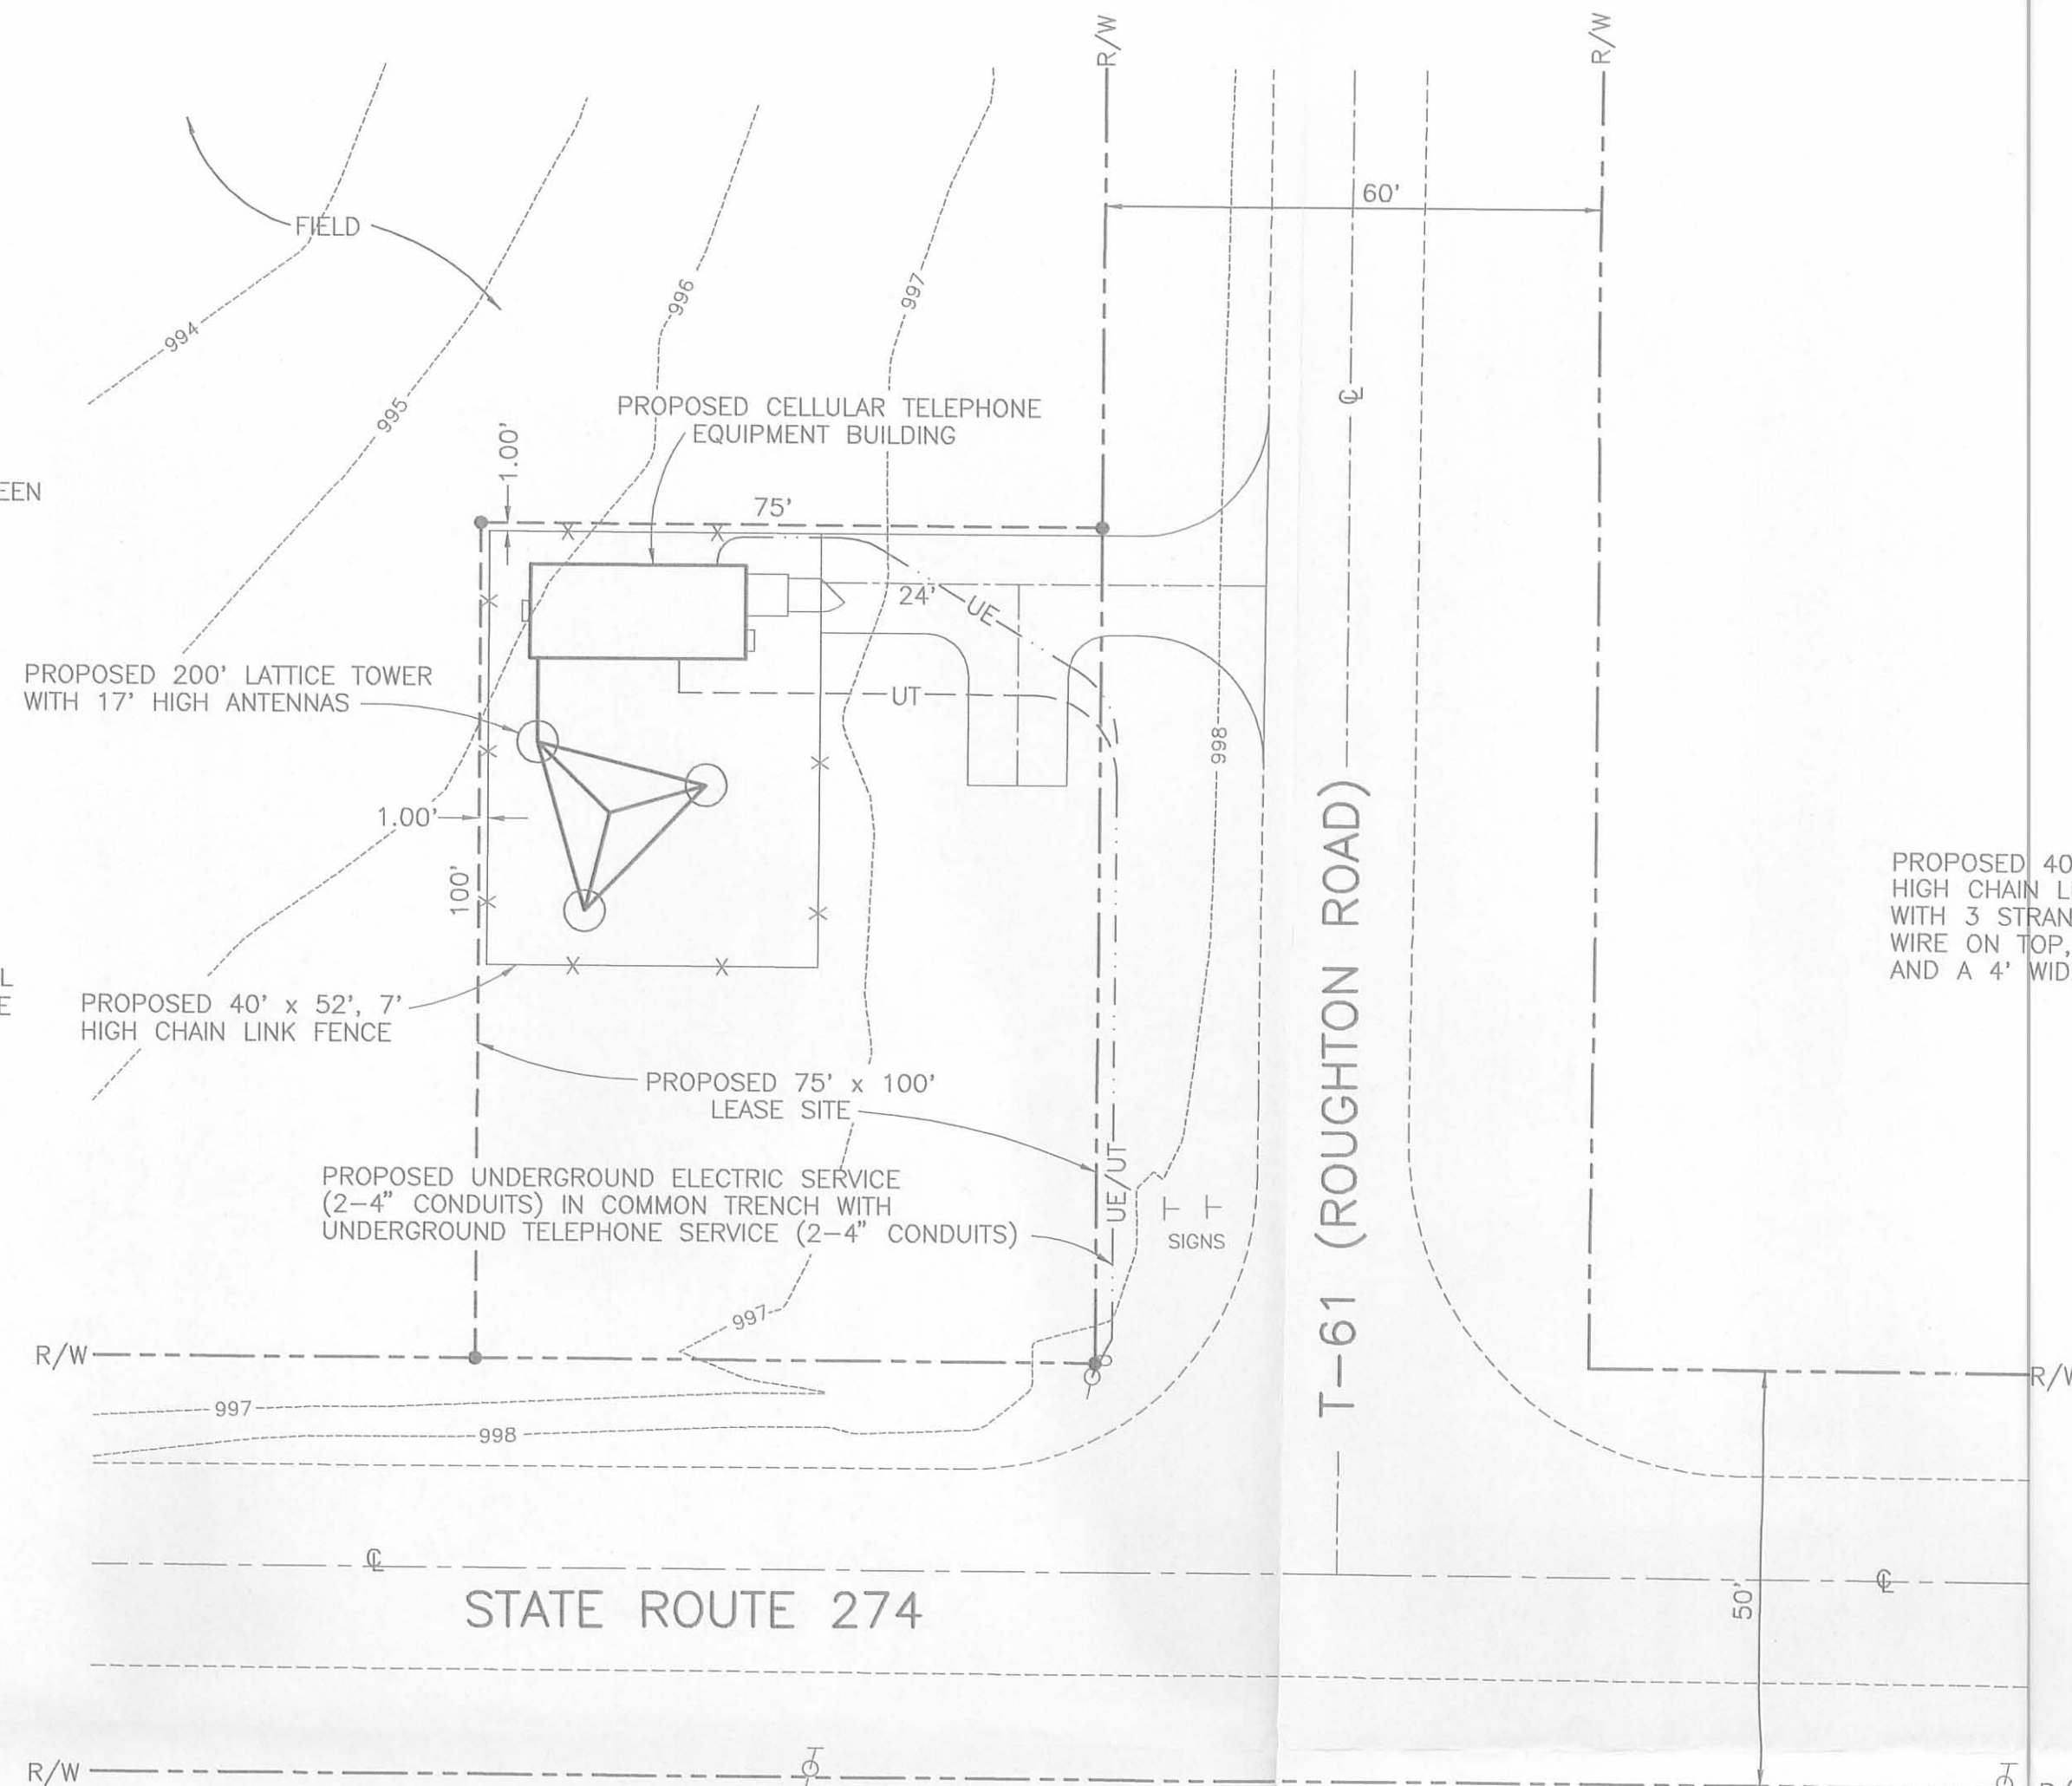 R/W
R/W
60'
FIELD
996
997
994
995
PROPOSED CELLULAR TELEPHONE
EQUIPMENT BUILDING
℄
1.00'
75'
24'
UE
PROPOSED 200' LATTICE TOWER
WITH 17' HIGH ANTENNAS
UT
998
1.00'
100'
PROPOSED 40' x 52', 7'
HIGH CHAIN LINK FENCE
PROPOSED 40
HIGH CHAIN
WITH 3
WIRE ON TOP,
AND A 4'
T-61 (ROUGHTON ROAD)
PROPOSED 75' x 100'
LEASE SITE
PROPOSED UNDERGROUND ELECTRIC SERVICE
(2-4" CONDUITS) IN COMMON TRENCH WITH
UNDERGROUND TELEPHONE SERVICE (2-4" CONDUITS)
UE/UT
SIGNS
997
R/W
R/W
997
998
℄
℄
STATE ROUTE 274
50'
R/W